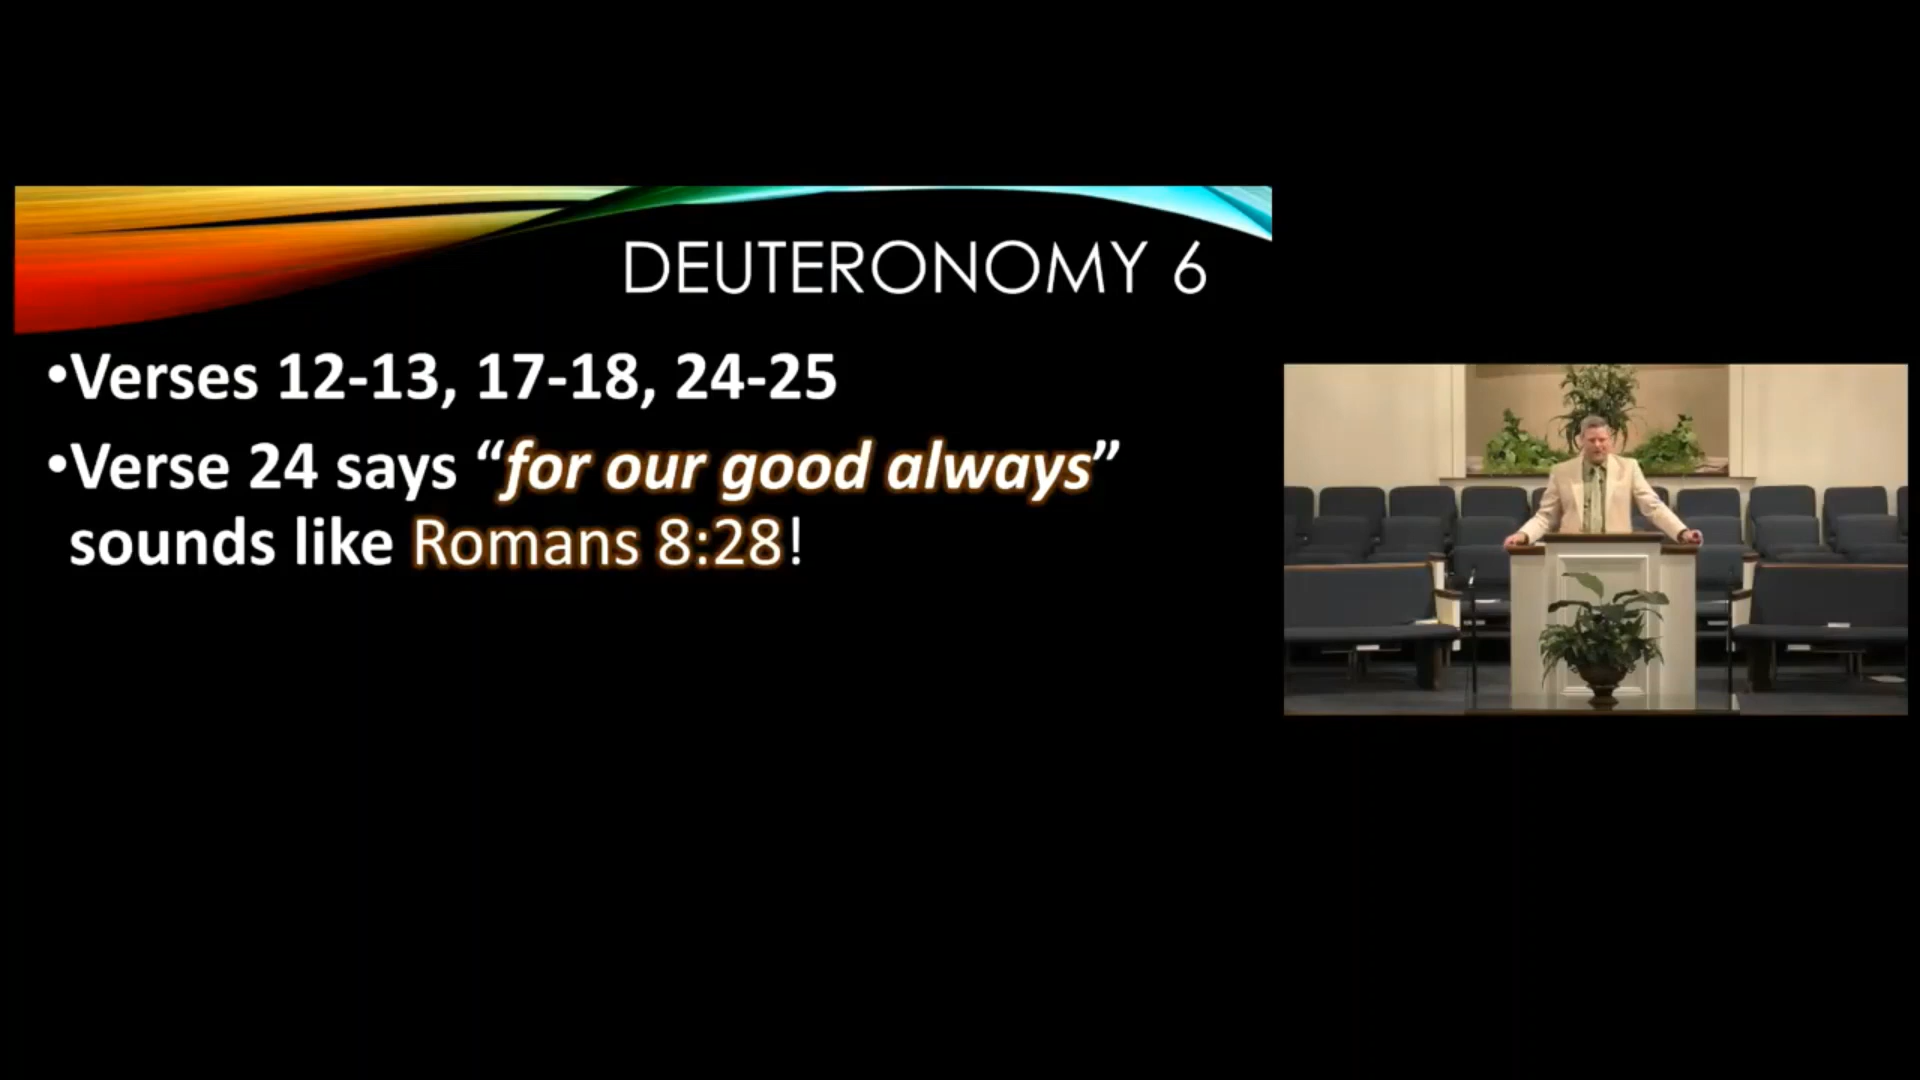 DEUTERONOMY 6
•Verses 12-13, 17-18, 24-25
•Verse 24 says “for our good always”
sounds like Romans 8:28!